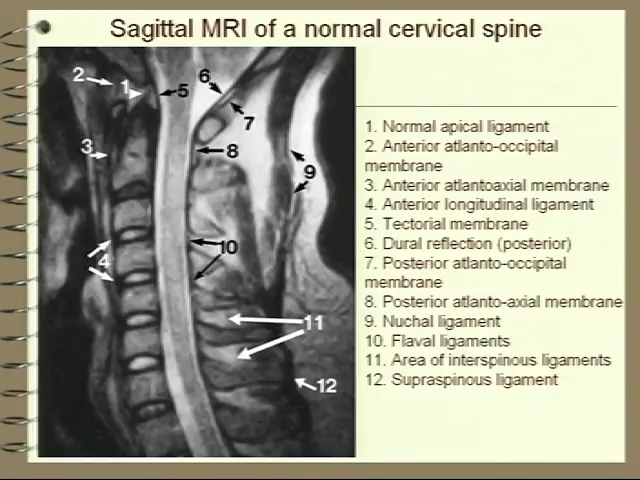 Sagittal MRI of a normal cervical spine
2
1
5
6
7
3
8
9
4
10
11
12
1. Normal apical ligament
2. Anterior atlanto-occipital
membrane
3. Anterior atlantoaxial membrane
4. Anterior longitudinal ligament
5. Tectorial membrane
6. Dural reflection (posterior)
7. Posterior atlanto-occipital
membrane
8. Posterior atlanto-axial membrane
9. Nuchal ligament
10. Flaval ligaments
11. Area of interspinous ligaments
12. Supraspinous ligament